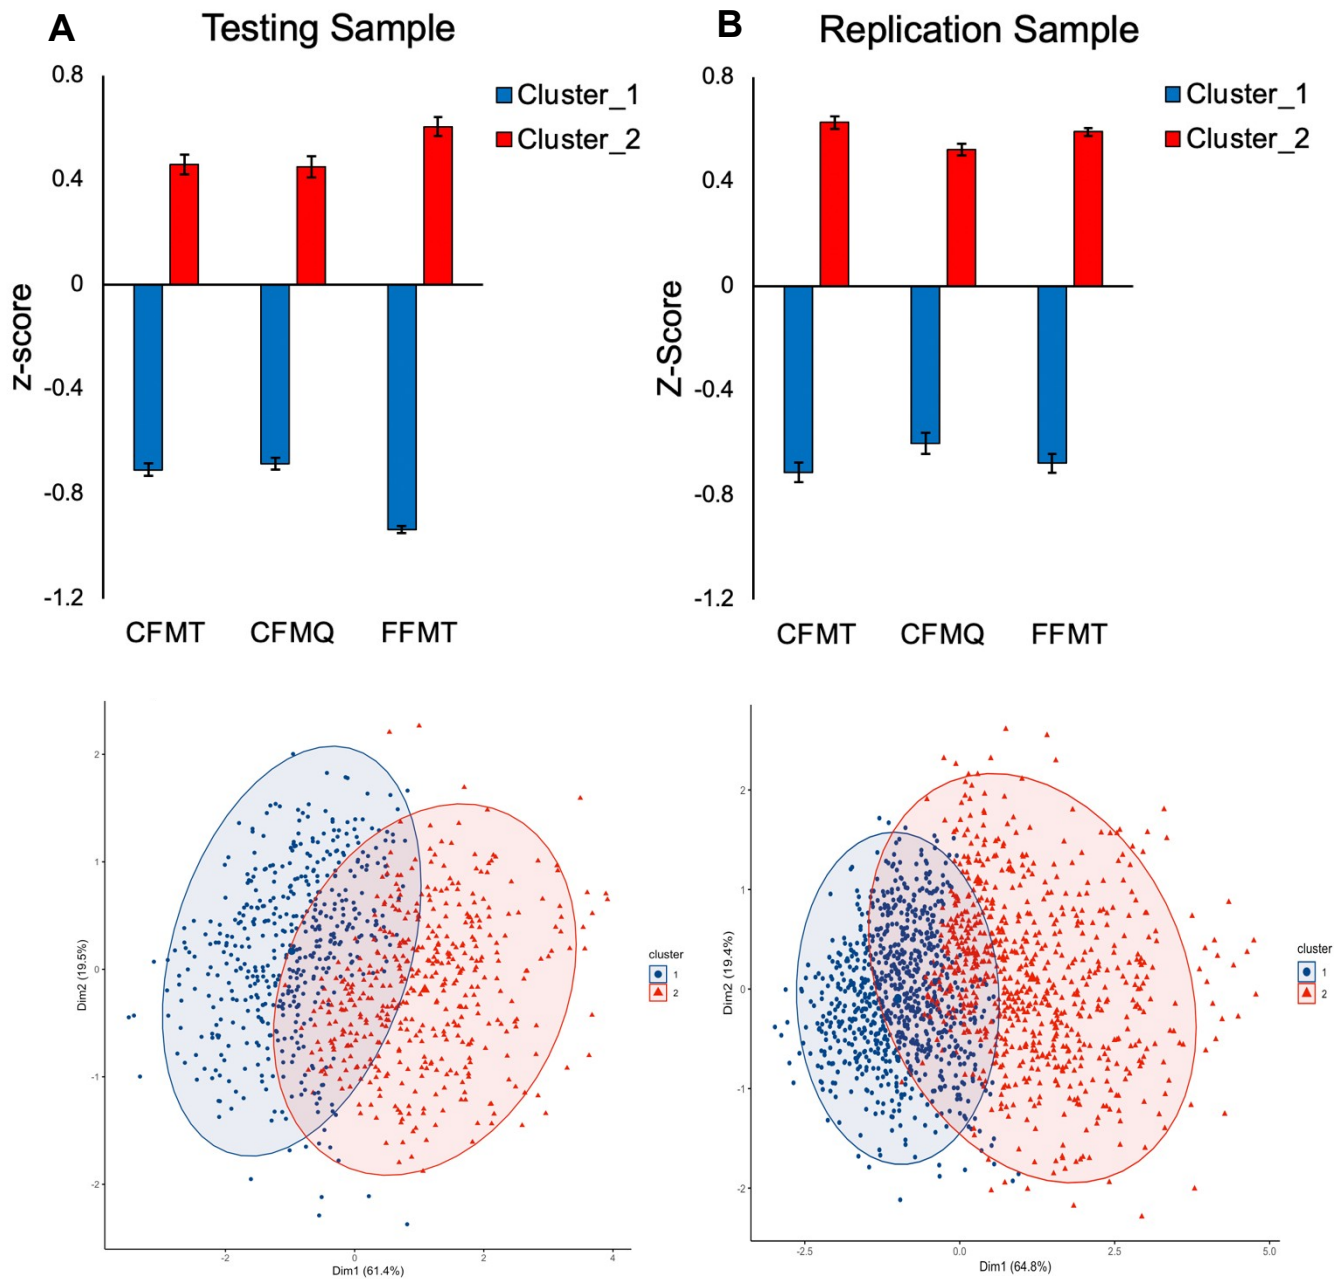 A
Testing Sample
0.8
0.4
0
-0.4
-0.8
-1.2
z-score
Cluster_1
Cluster_2
CFMT
CFMQ
FFMT
B
Replication Sample
0.8
0.4
0
-0.4
-0.8
-1.2
Z-Score
Cluster_1
Cluster_2
CFMT
CFMQ
FFMT
2
1
0
-1
-2
Dim2 (19.5%)
-2
0
2
4
Dim1 (61.4%)
cluster
1
2
2
1
0
-1
-2
Dim2 (19.4%)
-2.5
0.0
2.5
5.0
Dim1 (64.8%)
cluster
1
2